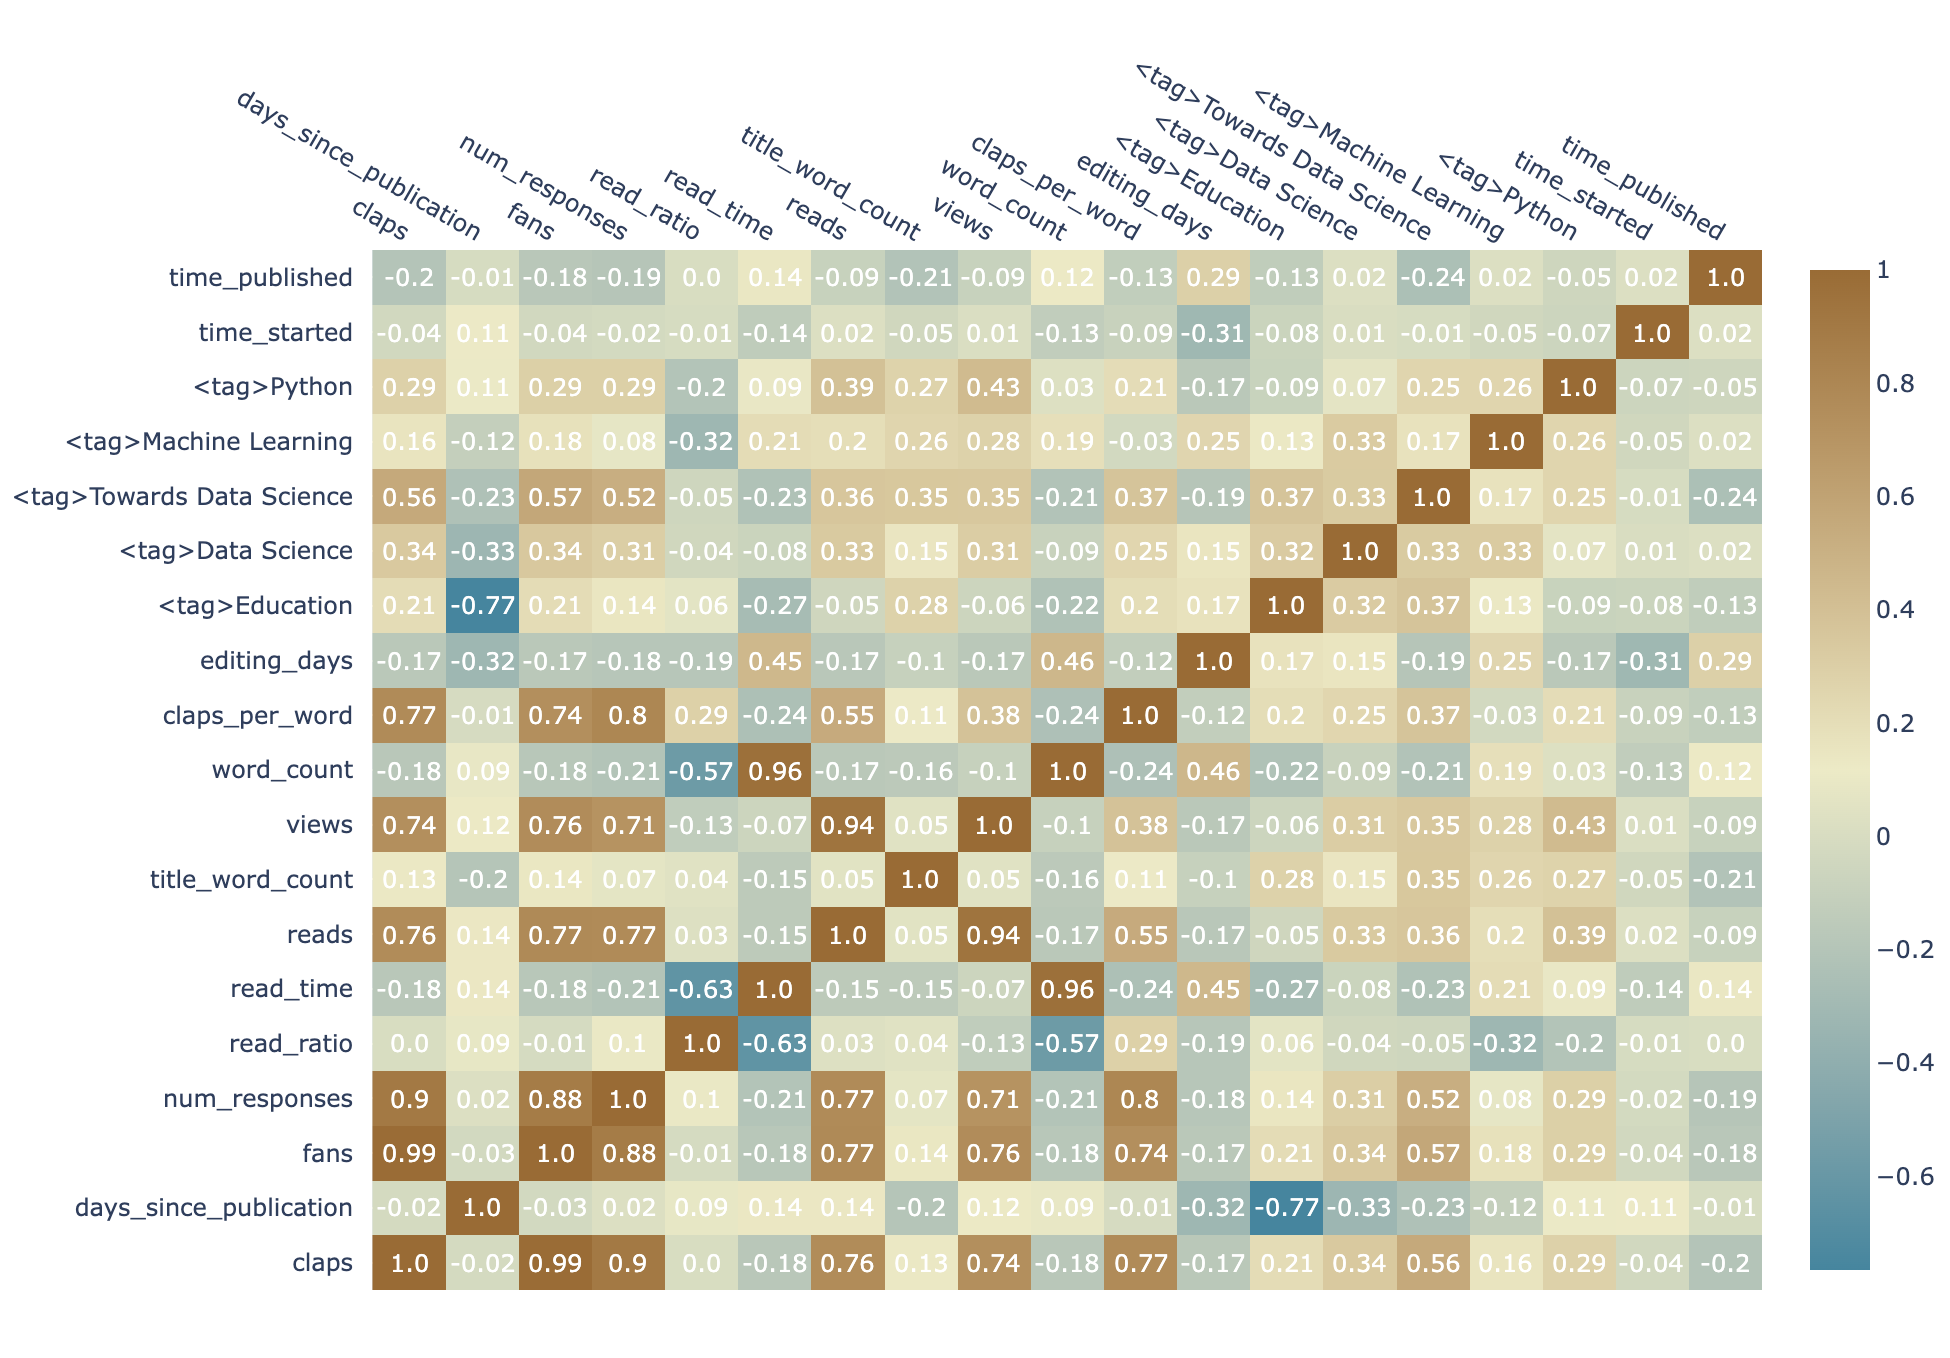 claps days_since_publication fans num_responses read_ratio read_time reads title_word_count views word_count claps_per_word editing_days <tag>Education <tag>Data Science <tag>Towards Data Science <tag>Machine Learning <tag>Python time_started time_published
time_published -0.2 -0.01 -0.18 -0.19 0.0 0.14 -0.09 -0.21 -0.09 0.12 -0.13 0.29 -0.13 0.02 -0.24 0.02 -0.05 0.02 1.0
time_started -0.04 0.11 -0.04 -0.02 -0.01 -0.14 0.02 -0.05 0.01 -0.13 -0.09 -0.31 -0.08 0.01 -0.01 -0.05 -0.07 1.0 0.02
<tag>Python 0.29 0.11 0.29 0.29 -0.2 0.09 0.39 0.27 0.43 0.03 0.21 -0.17 -0.09 0.07 0.25 0.26 1.0 -0.07 -0.05
<tag>Machine Learning 0.16 -0.12 0.18 0.08 -0.32 0.21 0.2 0.26 0.28 0.19 -0.03 0.25 0.13 0.33 0.17 1.0 0.26 -0.05 0.02
<tag>Towards Data Science 0.56 -0.23 0.57 0.52 -0.05 -0.23 0.36 0.35 0.35 -0.21 0.37 -0.19 0.37 0.33 1.0 0.17 0.25 -0.01 -0.24
<tag>Data Science 0.34 -0.33 0.34 0.31 -0.04 -0.08 0.33 0.15 0.31 -0.09 0.25 0.15 0.32 1.0 0.33 0.33 0.07 0.01 0.02
<tag>Education 0.21 -0.77 0.21 0.14 0.06 -0.27 -0.05 0.28 -0.06 -0.22 0.2 0.17 1.0 0.32 0.37 0.13 -0.09 -0.08 -0.13
editing_days -0.17 -0.32 -0.17 -0.18 -0.19 0.45 -0.17 -0.1 -0.17 0.46 -0.12 1.0 0.17 0.15 -0.19 0.25 -0.17 -0.31 0.29
claps_per_word 0.77 -0.01 0.74 0.8 0.29 -0.24 0.55 0.11 0.38 -0.24 1.0 -0.12 0.2 0.25 0.37 -0.03 0.21 -0.09 -0.13
word_count -0.18 0.09 -0.18 -0.21 -0.57 0.96 -0.17 -0.16 -0.1 1.0 -0.24 0.46 -0.22 -0.09 -0.21 0.19 0.03 -0.13 0.12
views 0.74 0.12 0.76 0.71 -0.13 -0.07 0.94 0.05 1.0 -0.1 0.38 -0.17 -0.06 0.31 0.35 0.28 0.43 0.01 -0.09
title_word_count 0.13 -0.2 0.14 0.07 0.04 -0.15 0.05 1.0 0.05 -0.16 0.11 -0.1 0.28 0.15 0.35 0.26 0.27 -0.05 -0.21
reads 0.76 0.14 0.77 0.77 0.03 -0.15 1.0 0.05 0.94 -0.17 0.55 -0.17 -0.05 0.33 0.36 0.2 0.39 0.02 -0.09
read_time -0.18 0.14 -0.18 -0.21 -0.63 1.0 -0.15 -0.15 -0.07 0.96 -0.24 0.45 -0.27 -0.08 -0.23 0.21 0.09 -0.14 0.14
read_ratio 0.0 0.09 -0.01 0.1 1.0 -0.63 0.03 0.04 -0.13 -0.57 0.29 -0.19 0.06 -0.04 -0.05 -0.32 -0.2 -0.01 0.0
num_responses 0.9 0.02 0.88 1.0 0.1 -0.21 0.77 0.07 0.71 -0.21 0.8 -0.18 0.14 0.31 0.52 0.08 0.29 -0.02 -0.19
fans 0.99 -0.03 1.0 0.88 -0.01 -0.18 0.77 0.14 0.76 -0.18 0.74 -0.17 0.21 0.34 0.57 0.18 0.29 -0.04 -0.18
days_since_publication -0.02 1.0 -0.03 0.02 0.09 0.14 0.14 -0.2 0.12 0.09 -0.01 -0.32 -0.77 -0.33 -0.23 -0.12 0.11 0.11 -0.01
claps 1.0 -0.02 0.99 0.9 0.0 -0.18 0.76 0.13 0.74 -0.18 0.77 -0.17 0.21 0.34 0.56 0.16 0.29 -0.04 -0.2
1
0.8
0.6
0.4
0.2
0
−0.2
−0.4
−0.6